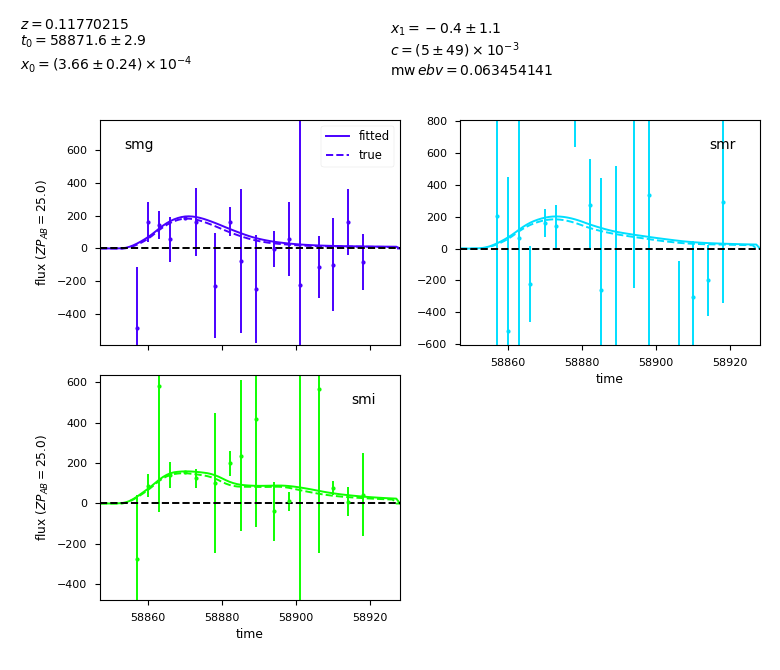 z = 0.11770215
t₀ = 58871.6 ± 2.9
x₀ = (3.66 ± 0.24) × 10⁻⁴
x₁ = −0.4 ± 1.1
c = (5 ± 49) × 10⁻³
mw ebv = 0.063454141
smg
fitted
true
600
400
200
0
−200
−400
flux (ZP_AB = 25.0)
smr
800
600
400
200
0
−200
−400
−600
58860 58880 58900 58920
time
smi
600
400
200
0
−200
−400
flux (ZP_AB = 25.0)
58860 58880 58900 58920
time